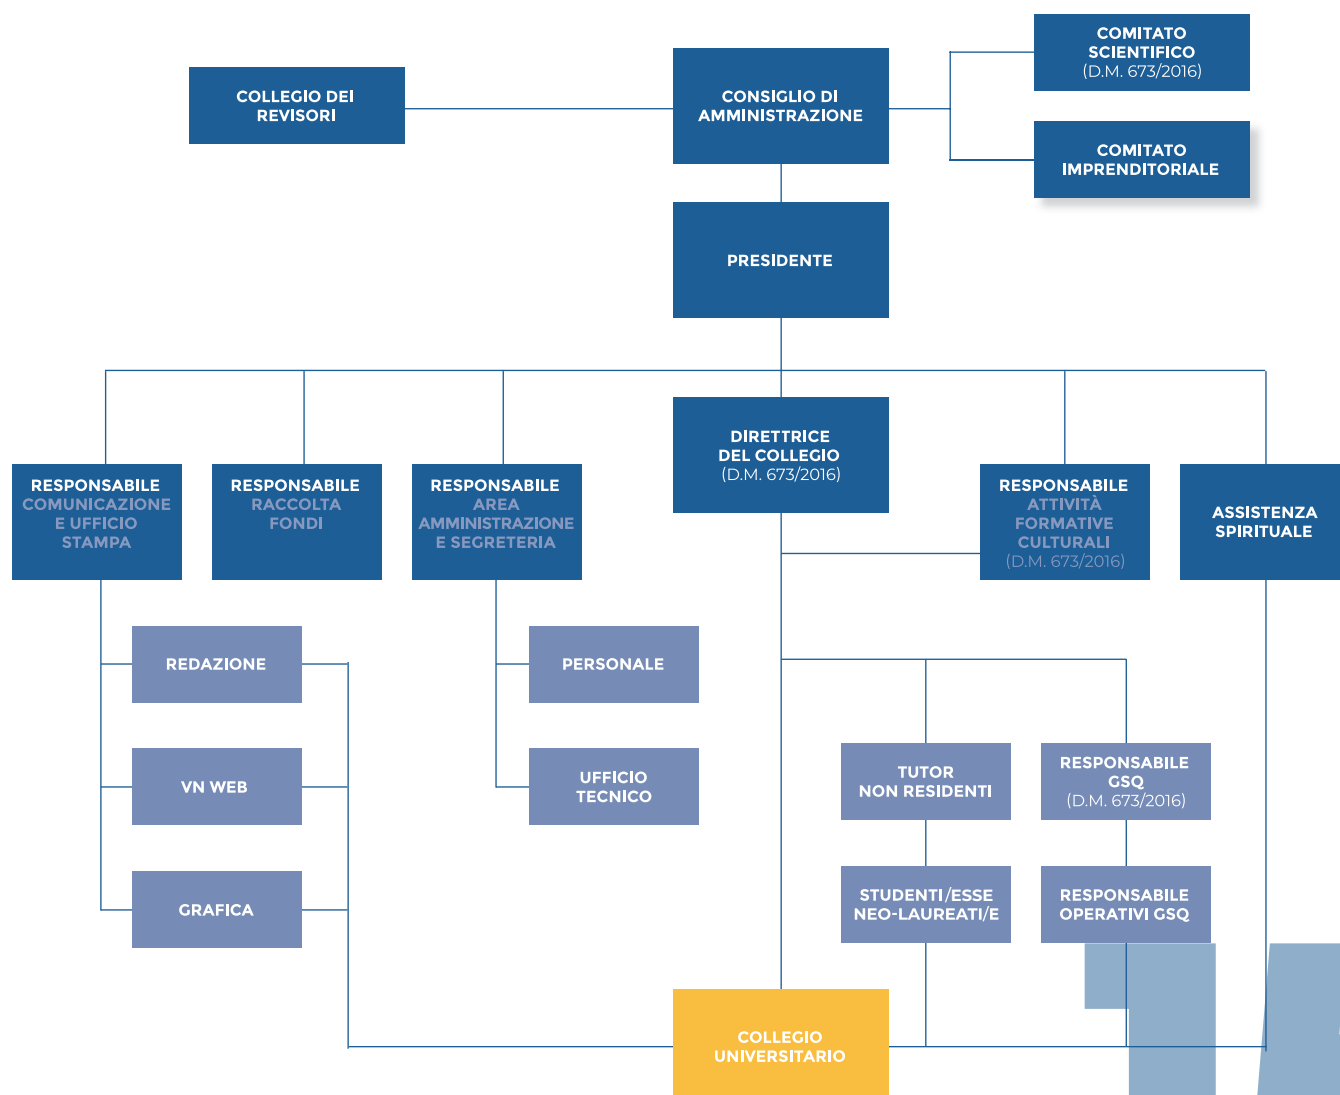 COMITATO
SCIENTIFICO
(D.M. 673/2016)
COLLEGIO DEI
REVISORI
CONSIGLIO DI
AMMINISTRAZIONE
COMITATO
IMPRENDITORIALE
PRESIDENTE
DIRETTRICE
DEL COLLEGIO
(D.M. 673/2016)
RESPONSABILE
COMUNICAZIONE
E UFFICIO
STAMPA
RESPONSABILE
RACCOLTA
FONDI
RESPONSABILE
AREA
AMMINISTRAZIONE
E SEGRETERIA
RESPONSABILE
ATTIVITÀ
FORMATIVE
CULTURALI
(D.M. 673/2016)
ASSISTENZA
SPIRITUALE
REDAZIONE
PERSONALE
VN WEB
UFFICIO
TECNICO
TUTOR
NON RESIDENTI
RESPONSABILE
GSQ
(D.M. 673/2016)
GRAFICA
STUDENTI/ESSE
NEO-LAUREATI/E
RESPONSABILE
OPERATIVI GSQ
COLLEGIO
UNIVERSITARIO